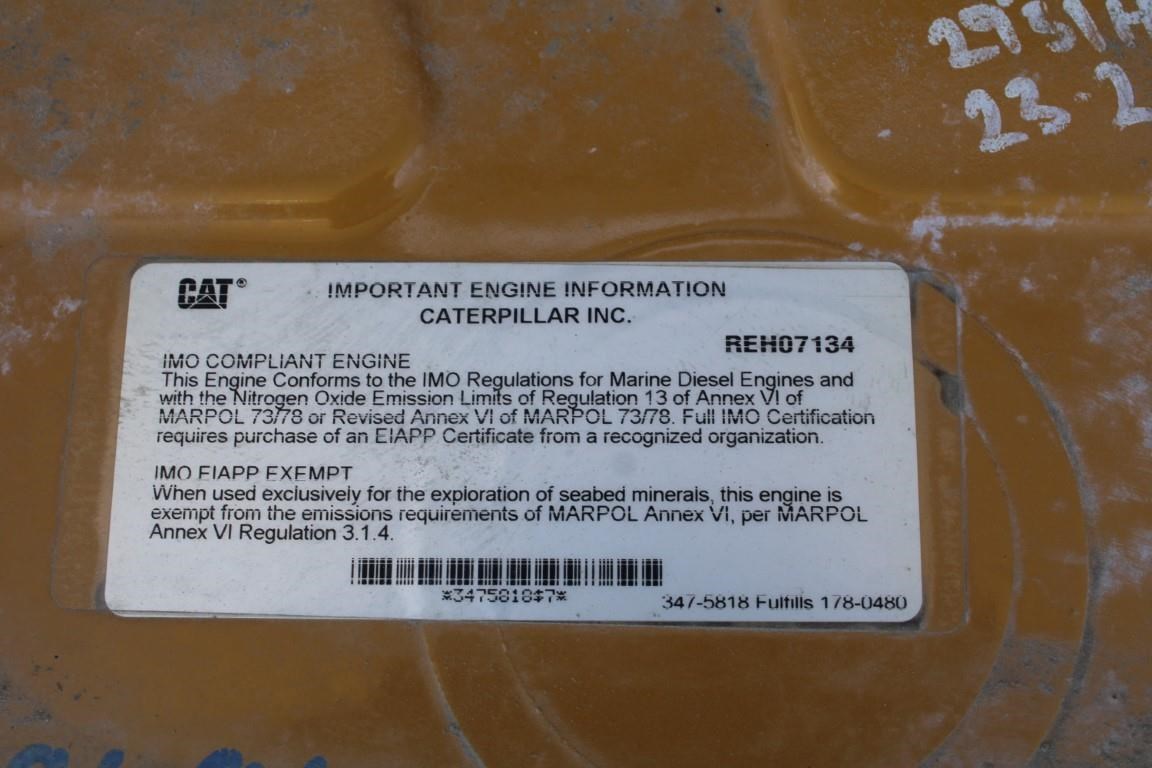 23.2
CAT®
IMPORTANT ENGINE INFORMATION
CATERPILLAR INC.
REH07134
IMO COMPLIANT ENGINE
This Engine Conforms to the IMO Regulations for Marine Diesel Engines and
with the Nitrogen Oxide Emission Limits of Regulation 13 of Annex VI of
MARPOL 73/78 or Revised Annex VI of MARPOL 73/78. Full IMO Certification
requires purchase of an EIAPP Certificate from a recognized organization.
IMO EIAPP EXEMPT
When used exclusively for the exploration of seabed minerals, this engine is
exempt from the emissions requirements of MARPOL Annex VI, per MARPOL
Annex VI Regulation 3.1.4.
*3475818$7*
347-5818 Fulfills 178-0480